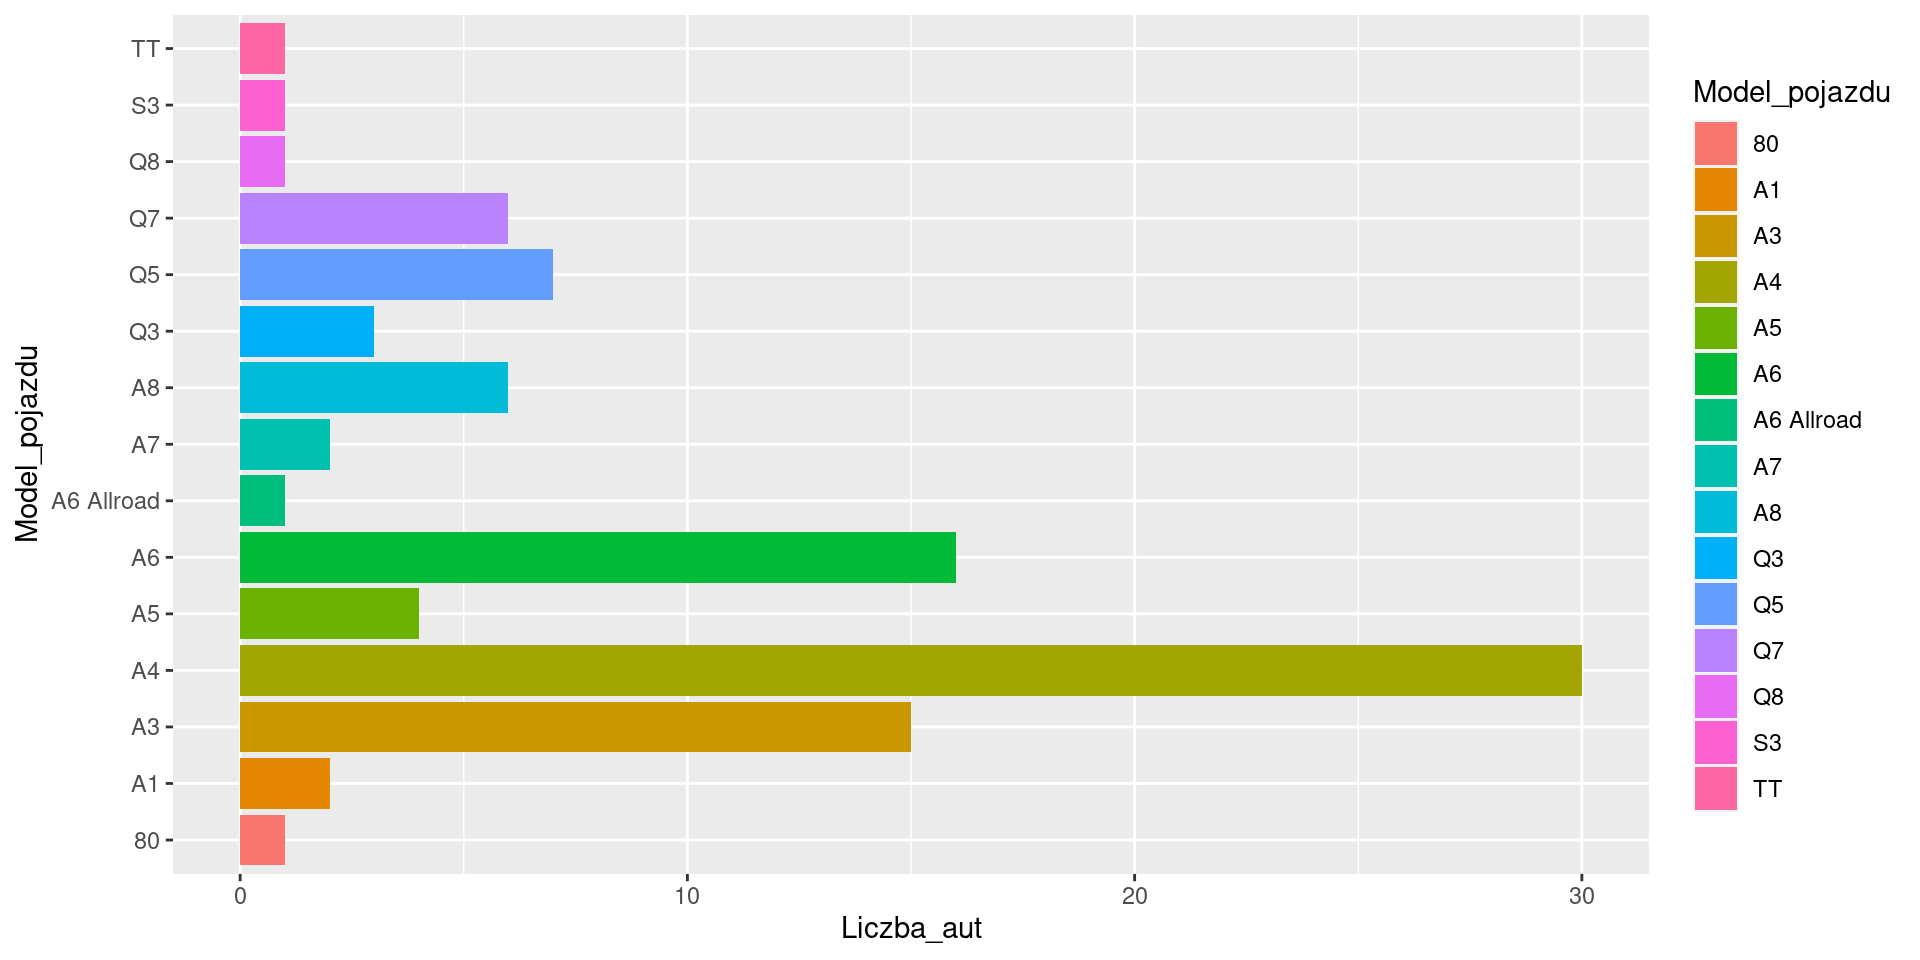 Model_pojazdu
TT
S3
Q8
Q7
Q5
Q3
A8
A7
A6 Allroad
A6
A5
A4
A3
A1
80
0 10 20 30
Liczba_aut
Model_pojazdu
80
A1
A3
A4
A5
A6
A6 Allroad
A7
A8
Q3
Q5
Q7
Q8
S3
TT